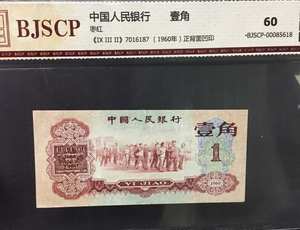 BJSCP
中国人民银行 壹角
枣红
《IX III II》7016187 (1960年) 正背面凹印
60
-BJSCP-00085618
中國人民銀行
壹角
1
YI JIAO
1960